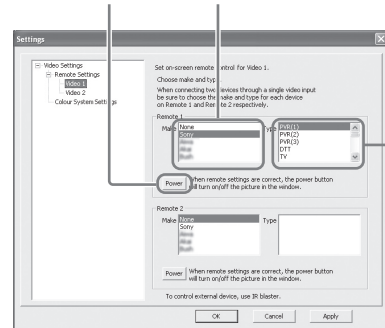 Settings
Video Settings
Remote Settings
Video 1
Video 2
Colour System Settings
Set on-screen remote control for Video 1.
Choose make and type.
When connecting two devices through a single video input
be sure to choose the make and type for each device
on Remote 1 and Remote 2 respectively.
Remote 1
Make
None
Sony
Type
PVR(1)
PVR(2)
PVR(3)
DTT
TV
Power
When remote settings are correct, the power button
will turn on/off the picture in the window.
Remote 2
Make
None
Sony
Type
Power
When remote settings are correct, the power button
will turn on/off the picture in the window.
To control external device, use IR blaster.
OK
Cancel
Apply